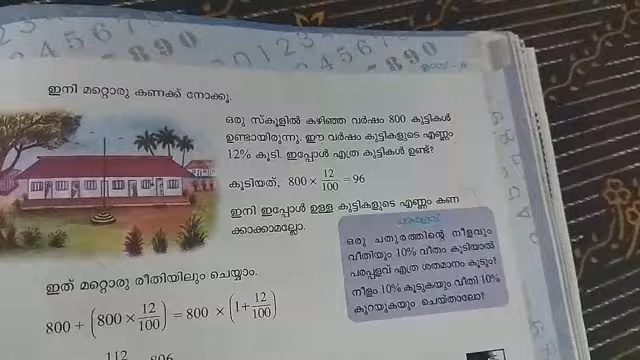 ഇനി മറ്റൊരു കണക്ക് നോക്കൂ.
ഒരു സ്കൂളിൽ കഴിഞ്ഞ വർഷം 800 കുട്ടികൾ
ഉണ്ടായിരുന്നു. ഈ വർഷം കുട്ടികളുടെ എണ്ണം
12% കൂടി. ഇപ്പോൾ എത്ര കുട്ടികൾ ഉണ്ട്?
കൂടിയത്, 800 × 12/100 = 96
ഇനി ഇപ്പോൾ ഉള്ള കുട്ടികളുടെ എണ്ണം കണ
ക്കാക്കാമല്ലോ.
പരപ്പളവ്
ഒരു ചതുരത്തിന്റെ നീളവും
വീതിയും 10% വീതം കൂടിയാൽ
പരപ്പളവ് എത്ര ശതമാനം കൂടും?
നീളം 10% കൂടുകയും വീതി 10%
കുറയുകയും ചെയ്താലോ?
ഇത് മറ്റൊരു രീതിയിലും ചെയ്യാം.
800 + (800 × 12/100) = 800 × (1 + 12/100)
112 896